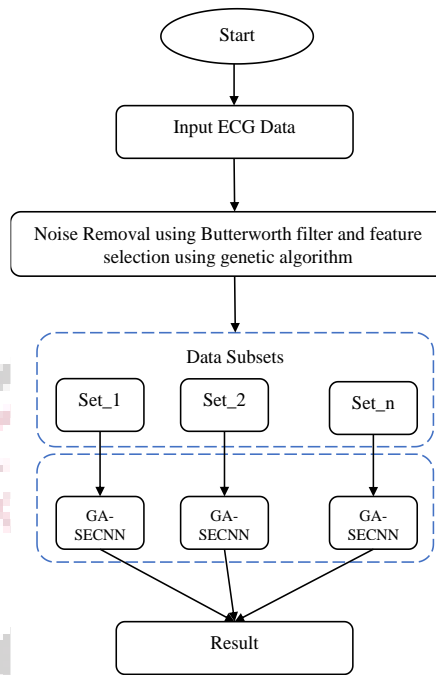 Start
Input ECG Data
Noise Removal using Butterworth filter and feature
selection using genetic algorithm
Data Subsets
Set_1
Set_2
Set_n
GA-
SECNN
GA-
SECNN
GA-
SECNN
Result